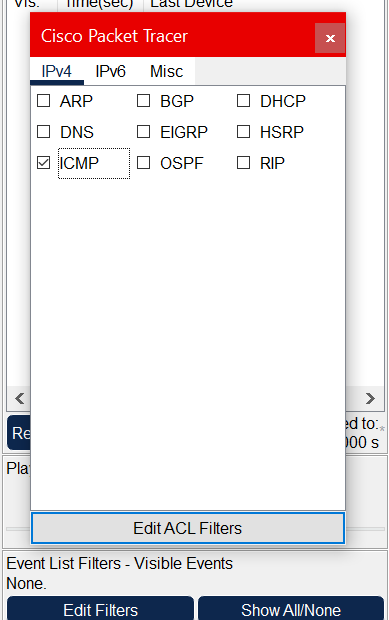 Vis. Time(sec) Last Device
Cisco Packet Tracer
IPv4 IPv6 Misc
ARP BGP DHCP
DNS EIGRP HSRP
ICMP OSPF RIP
Re
ed to:
000 s
Play
Edit ACL Filters
Event List Filters - Visible Events
None.
Edit Filters Show All/None